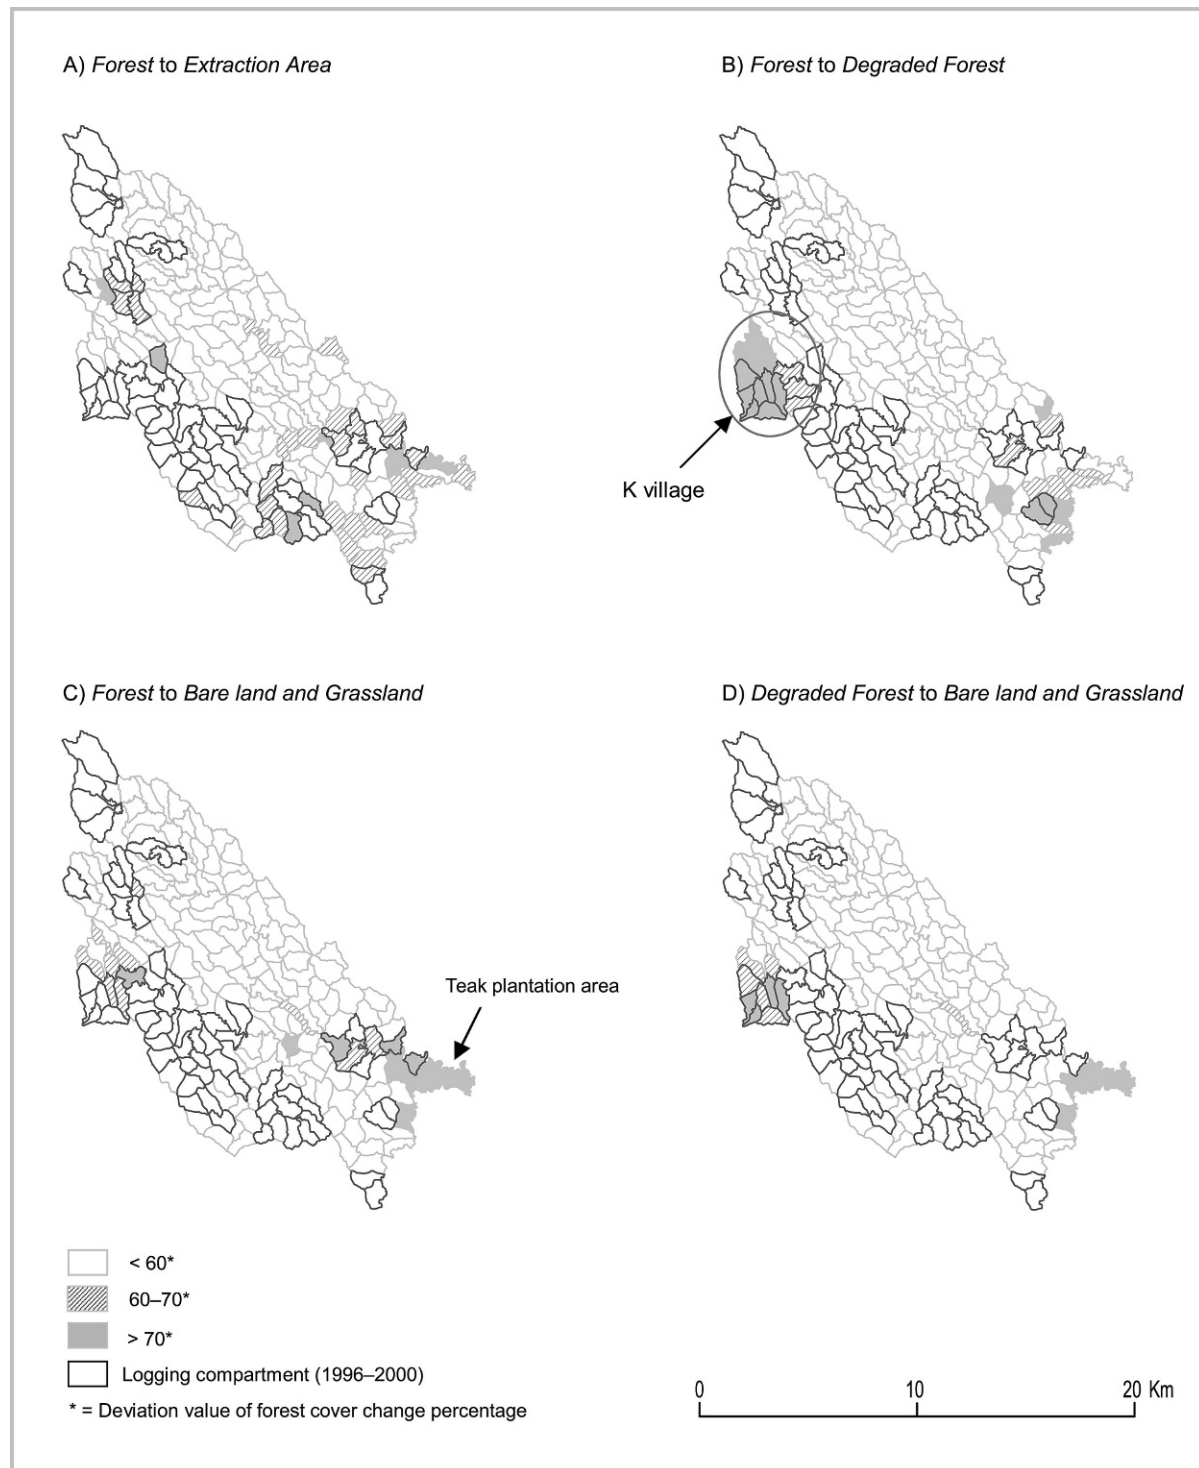 A) Forest to Extraction Area
B) Forest to Degraded Forest
K village
C) Forest to Bare land and Grassland
D) Degraded Forest to Bare land and Grassland
Teak plantation area
< 60*
60–70*
> 70*
Logging compartment (1996–2000)
* = Deviation value of forest cover change percentage
0 10 20 Km